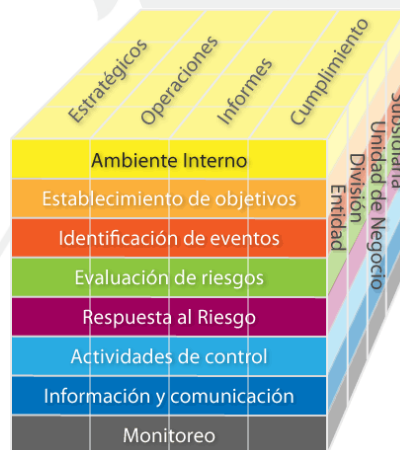 Estratégicos
Operaciones
Informes
Cumplimiento
Ambiente Interno
Establecimiento de objetivos
Identificación de eventos
Evaluación de riesgos
Respuesta al Riesgo
Actividades de control
Información y comunicación
Monitoreo
Entidad
División
Unidad de Negocio
Subsidiaria